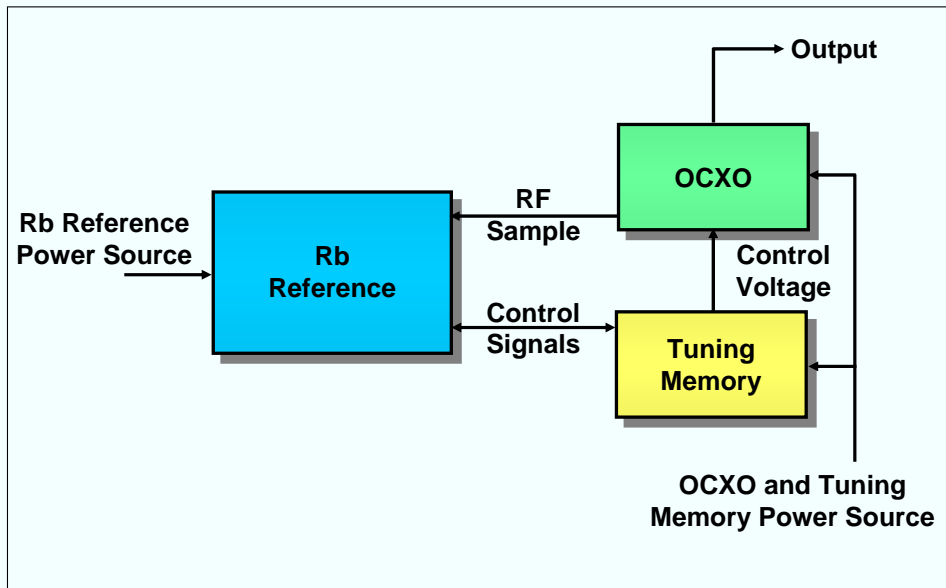 Output
OCXO
RF
Sample
Rb Reference
Power Source
Rb
Reference
Control
Voltage
Control
Signals
Tuning
Memory
OCXO and Tuning
Memory Power Source